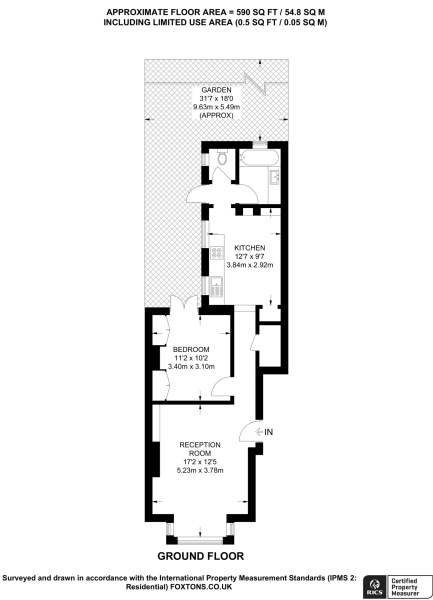 APPROXIMATE FLOOR AREA = 590 SQ FT / 54.8 SQ M
INCLUDING LIMITED USE AREA (0.5 SQ FT / 0.05 SQ M)
GARDEN
31'7 x 18'0
9.63m x 5.49m
(APPROX)
KITCHEN
12'7 x 9'7
3.84m x 2.92m
BEDROOM
11'2 x 10'2
3.40m x 3.10m
IN
RECEPTION
ROOM
17'2 x 12'5
5.23m x 3.78m
GROUND FLOOR
Surveyed and drawn in accordance with the International Property Measurement Standards (IPMS 2:
Residential) FOXTONS.CO.UK
RICS
Certified
Property
Measurer